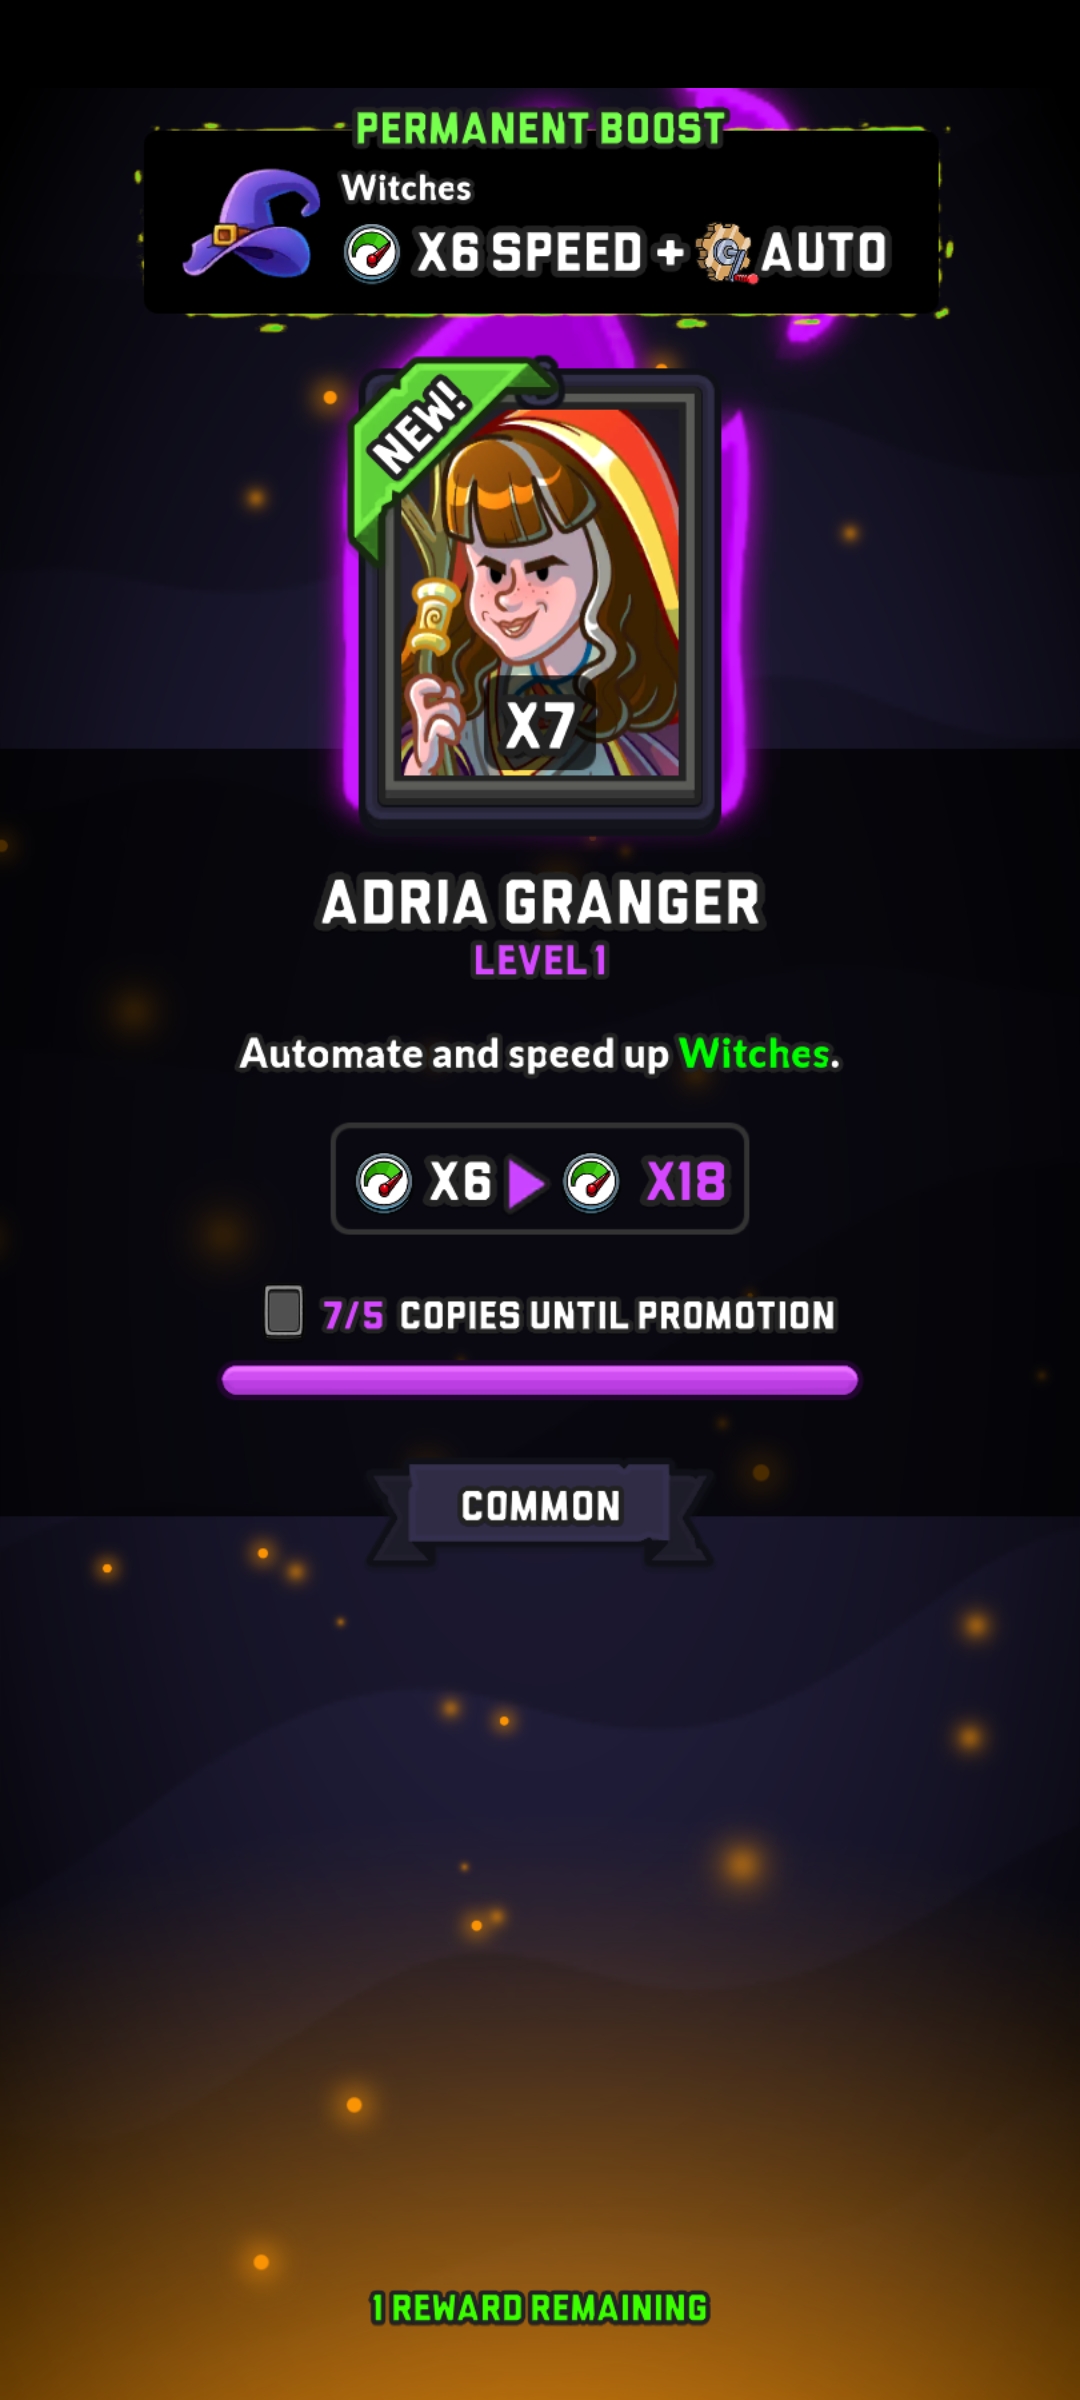 PERMANENT BOOST
Witches
X6 SPEED + AUTO
NEW!
X7
ADRIA GRANGER
LEVEL 1
Automate and speed up Witches.
X6 X18
7/5 COPIES UNTIL PROMOTION
COMMON
1 REWARD REMAINING